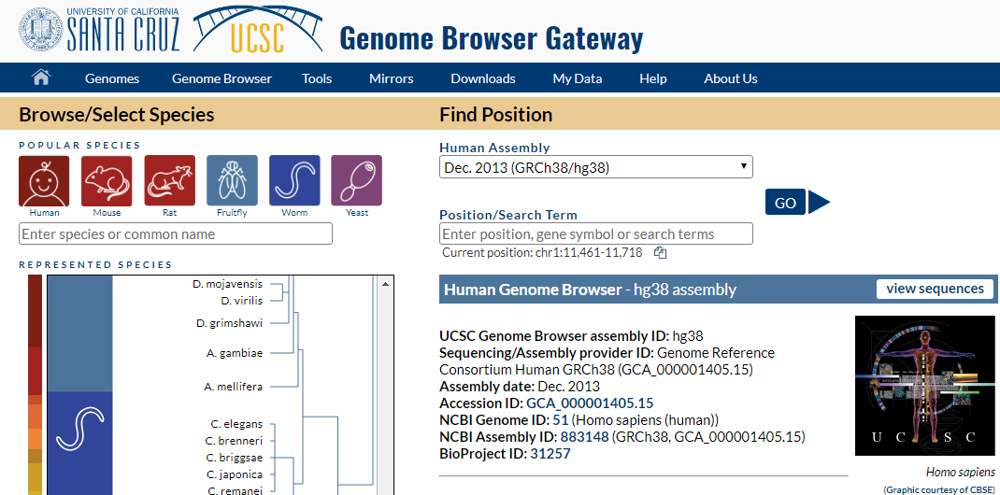 UNIVERSITY OF CALIFORNIA
SANTA CRUZ
UCSC
Genome Browser Gateway
Genomes Genome Browser Tools Mirrors Downloads My Data Help About Us
Browse/Select Species
POPULAR SPECIES
Human Mouse Rat Fruitfly Worm Yeast
Enter species or common name
REPRESENTED SPECIES
D. mojavensis
D. virilis
D. grimshawi
A. gambiae
A. mellifera
C. elegans
C. brenneri
C. briggsae
C. japonica
C. remanei
Find Position
Human Assembly
Dec. 2013 (GRCh38/hg38)
GO
Position/Search Term
Enter position, gene symbol or search terms
Current position: chr1:11,461-11,718
Human Genome Browser - hg38 assembly
view sequences
UCSC Genome Browser assembly ID: hg38
Sequencing/Assembly provider ID: Genome Reference
Consortium Human GRCh38 (GCA_000001405.15)
Assembly date: Dec. 2013
Accession ID: GCA_000001405.15
NCBI Genome ID: 51 (Homo sapiens (human))
NCBI Assembly ID: 883148 (GRCh38, GCA_000001405.15)
BioProject ID: 31257
U C S C
Homo sapiens
(Graphic courtesy of CBSE)